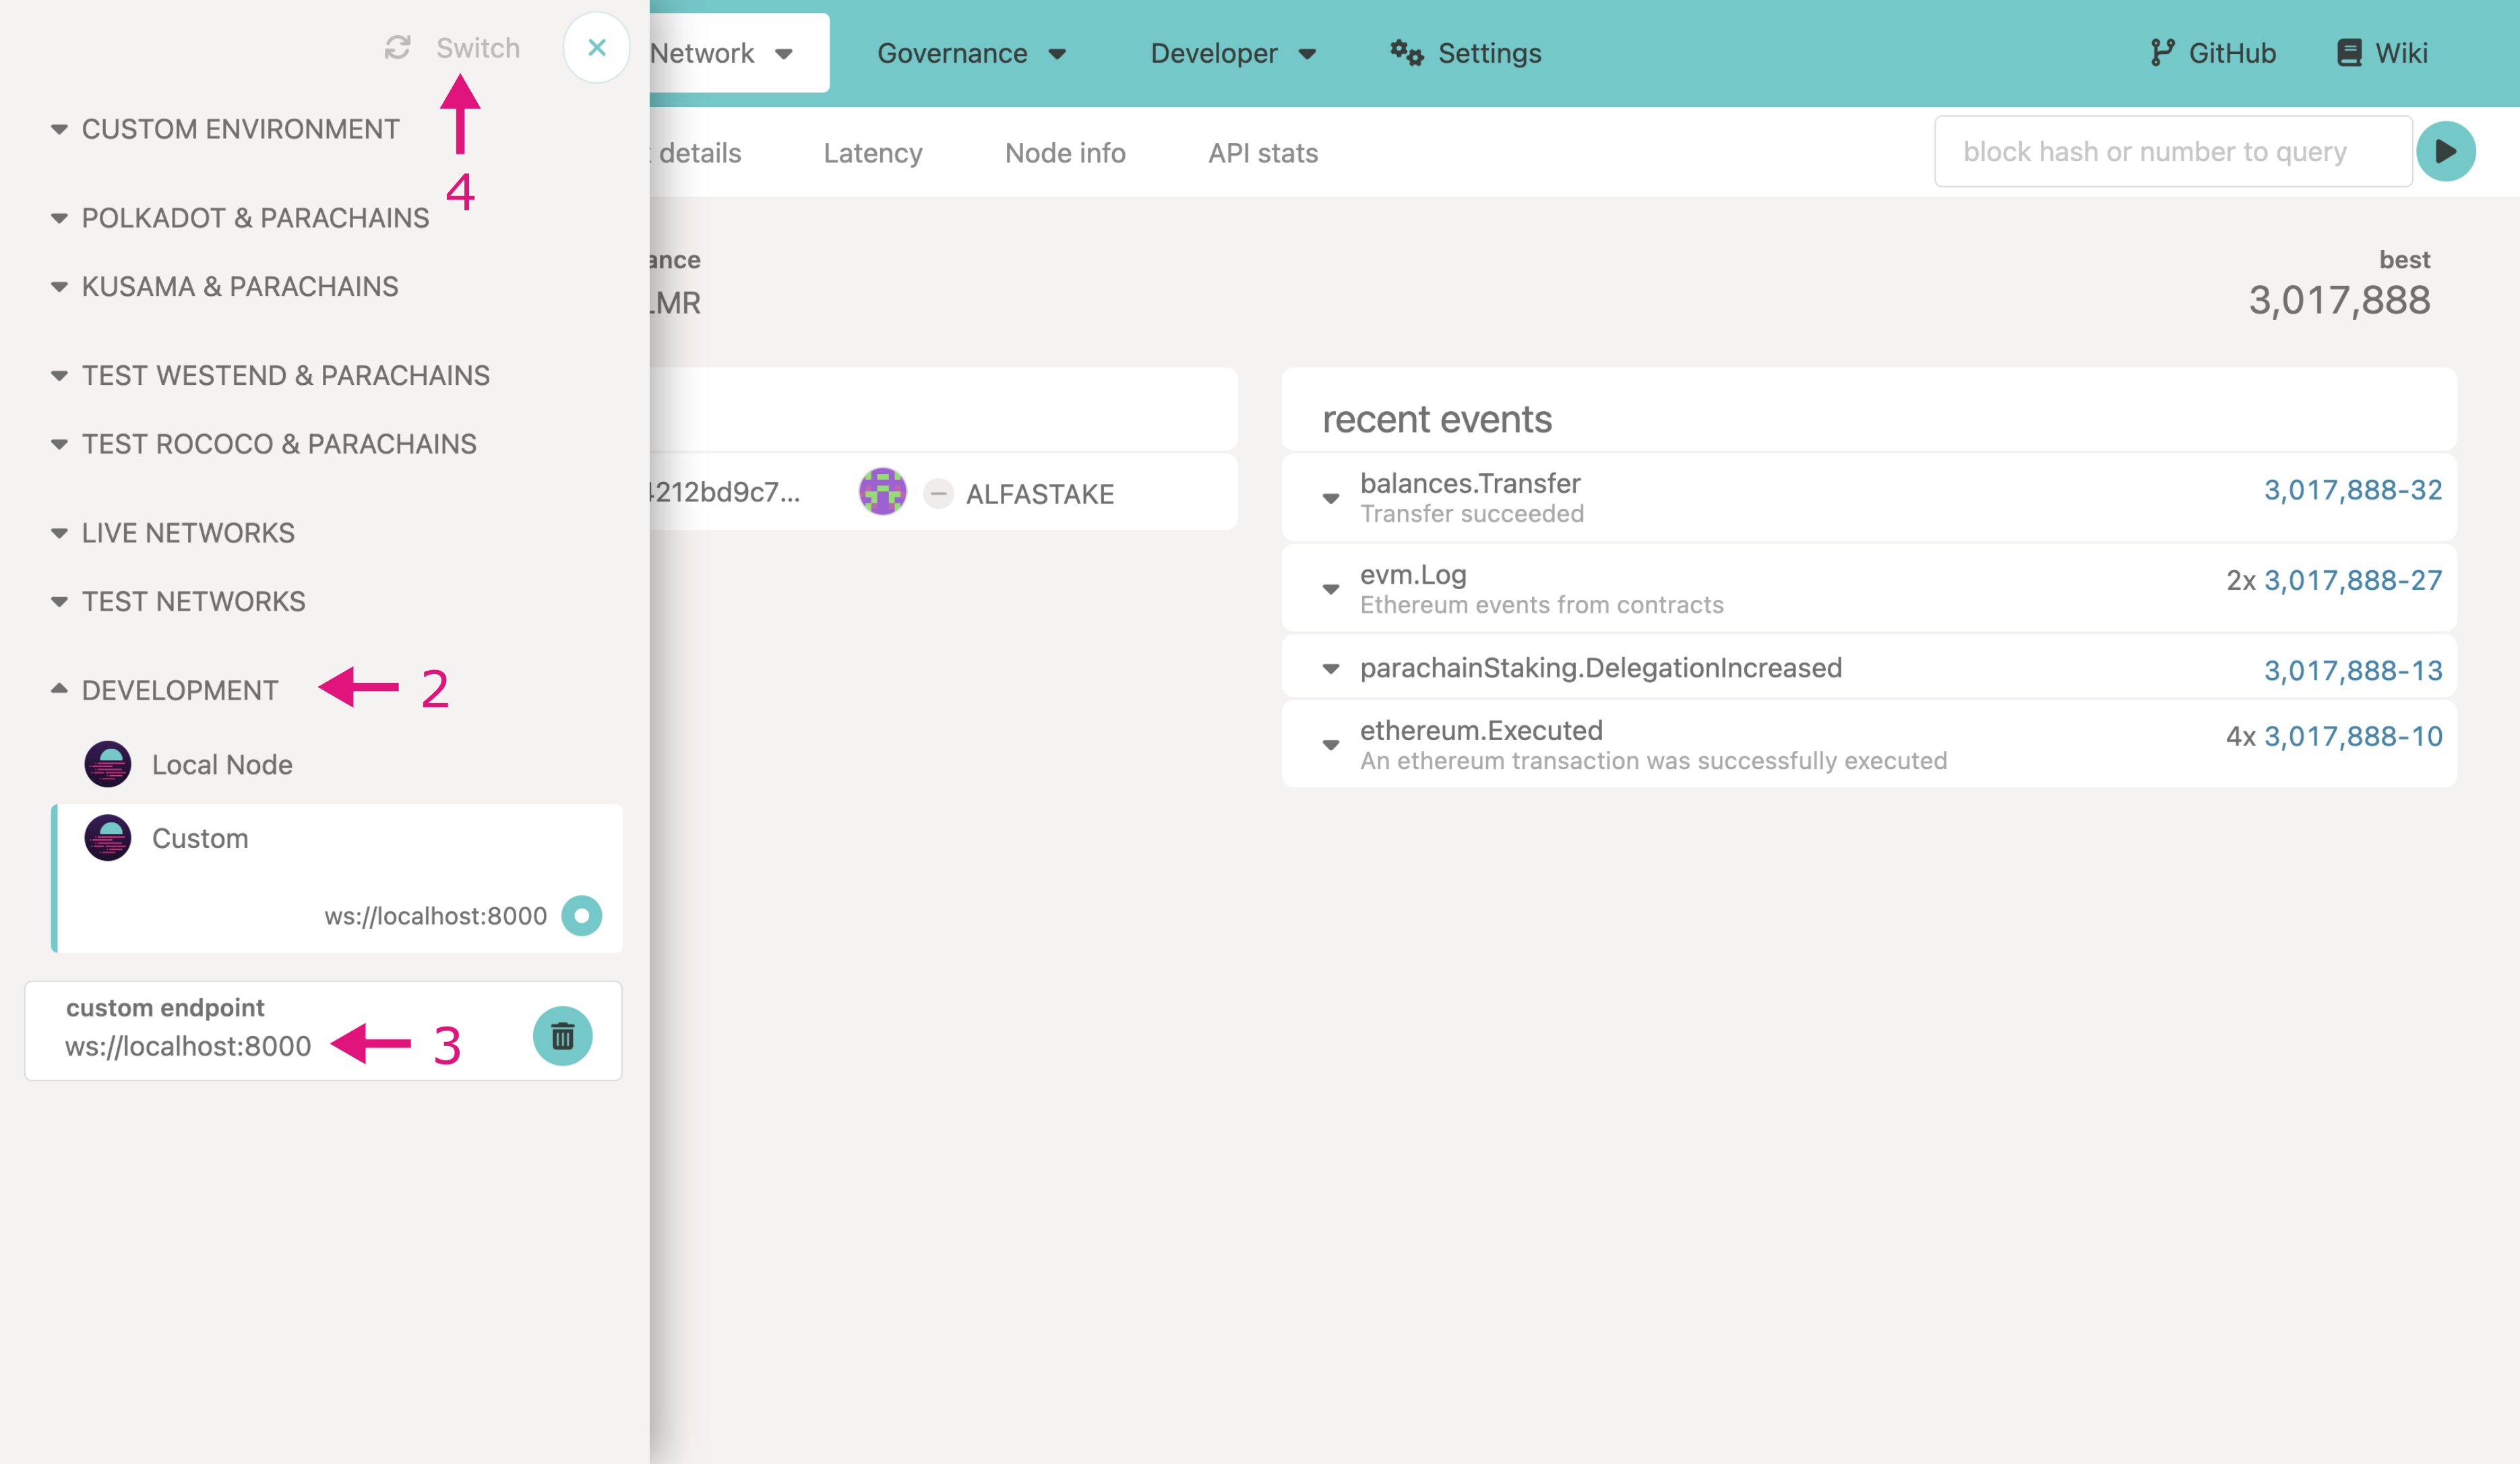 Switch
4
CUSTOM ENVIRONMENT
POLKADOT & PARACHAINS
KUSAMA & PARACHAINS
TEST WESTEND & PARACHAINS
TEST ROCOCO & PARACHAINS
LIVE NETWORKS
TEST NETWORKS
DEVELOPMENT 2
Local Node
Custom
ws://localhost:8000
custom endpoint
ws://localhost:8000 3
Network Governance Developer Settings GitHub Wiki
details Latency Node info API stats block hash or number to query
ance best
LMR 3,017,888
4212bd9c7... ALFASTAKE
recent events
balances.Transfer 3,017,888-32
Transfer succeeded
evm.Log 2x 3,017,888-27
Ethereum events from contracts
parachainStaking.DelegationIncreased 3,017,888-13
ethereum.Executed 4x 3,017,888-10
An ethereum transaction was successfully executed